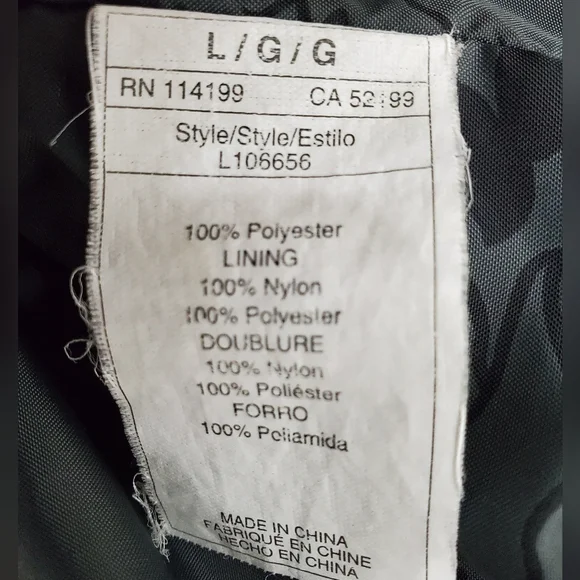 L / G / G
RN 114199 CA 52199
Style/Style/Estilo
L106656
100% Polyester
LINING
100% Nylon
100% Polyester
DOUBLURE
100% Nylon
100% Poliéster
FORRO
100% Poliamida
MADE IN CHINA
FABRIQUÉ EN CHINE
HECHO EN CHINA